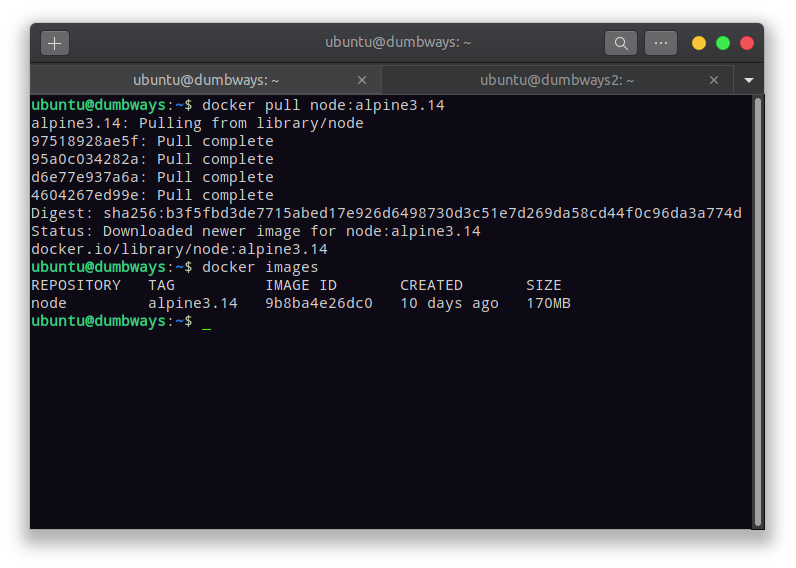 ubuntu@dumbways: ~
ubuntu@dumbways: ~
ubuntu@dumbways2: ~
ubuntu@dumbways:~$ docker pull node:alpine3.14
alpine3.14: Pulling from library/node
97518928ae5f: Pull complete
95a0c034282a: Pull complete
d6e77e937a6a: Pull complete
4604267ed99e: Pull complete
Digest: sha256:b3f5fbd3de7715abed17e926d6498730d3c51e7d269da58cd44f0c96da3a774d
Status: Downloaded newer image for node:alpine3.14
docker.io/library/node:alpine3.14
ubuntu@dumbways:~$ docker images
REPOSITORY   TAG          IMAGE ID       CREATED       SIZE
node         alpine3.14   9b8ba4e26dc0   10 days ago   170MB
ubuntu@dumbways:~$ _